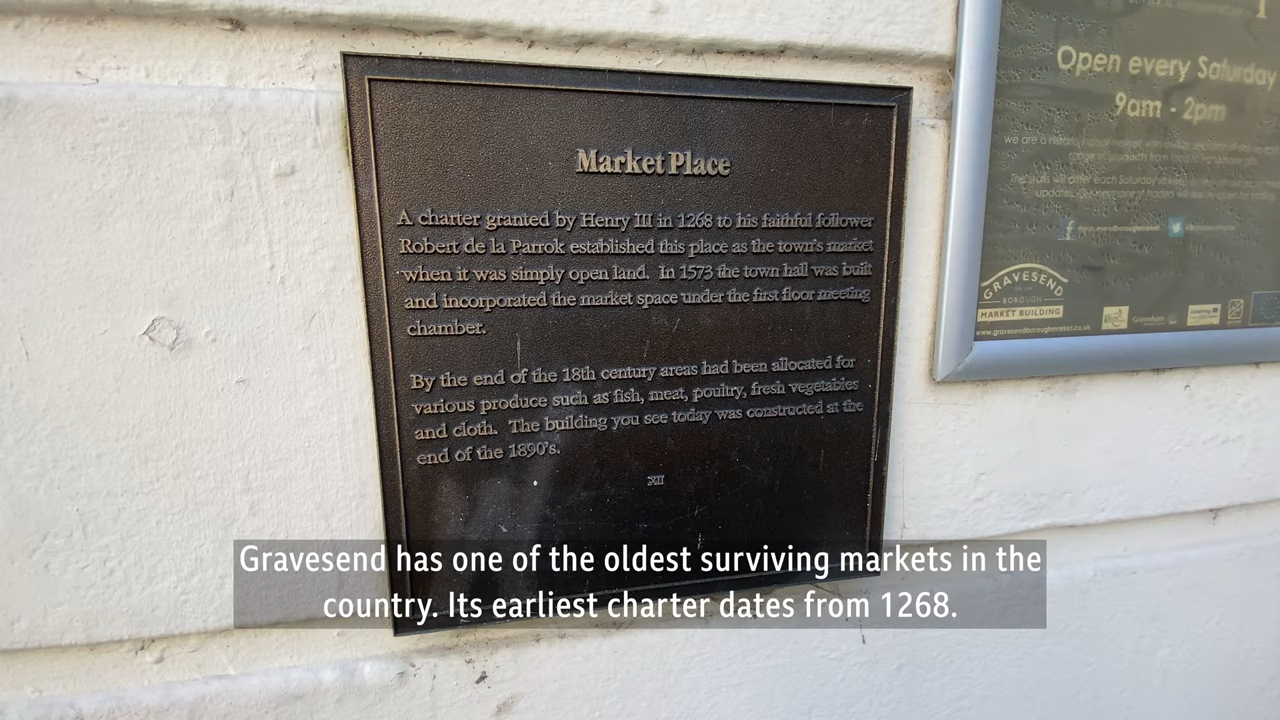 Market Place
A charter granted by Henry III in 1268 to his faithful follower
Robert de la Parrok established this place as the town's market
when it was simply open land. In 1573 the town hall was built
and incorporated the market space under the first floor meeting
chamber.
By the end of the 18th century areas had been allocated for
various produce such as fish, meat, poultry, fresh vegetables
and cloth. The building you see today was constructed at the
end of the 1890's.
XII
Open every Saturday
9am - 2pm
we are a
GRAVESEND
BOROUGH
MARKET BUILDING
www.gravesendboroughmarket.co.uk
Gravesend has one of the oldest surviving markets in the
country. Its earliest charter dates from 1268.